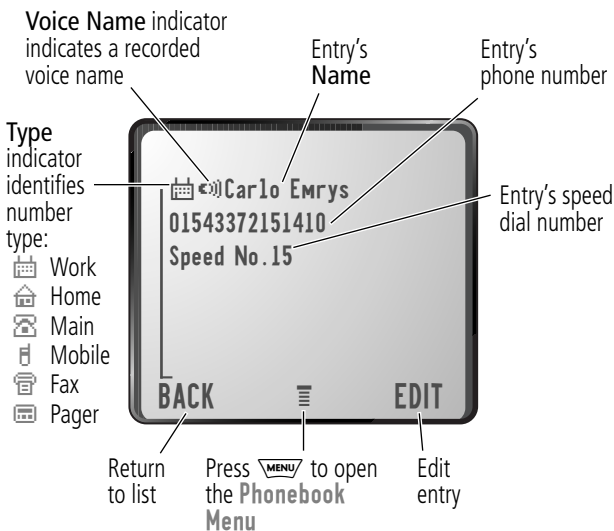 Voice Name indicator
indicates a recorded
voice name
Entry's
Name
Entry's
phone number
Type
indicator
identifies
number
type:
Work
Home
Main
Mobile
Fax
Pager
Carlo Emrys
01543372151410
Speed No.15
Entry's speed
dial number
BACK
EDIT
Return
to list
Press MENU to open
the Phonebook
Menu
Edit
entry